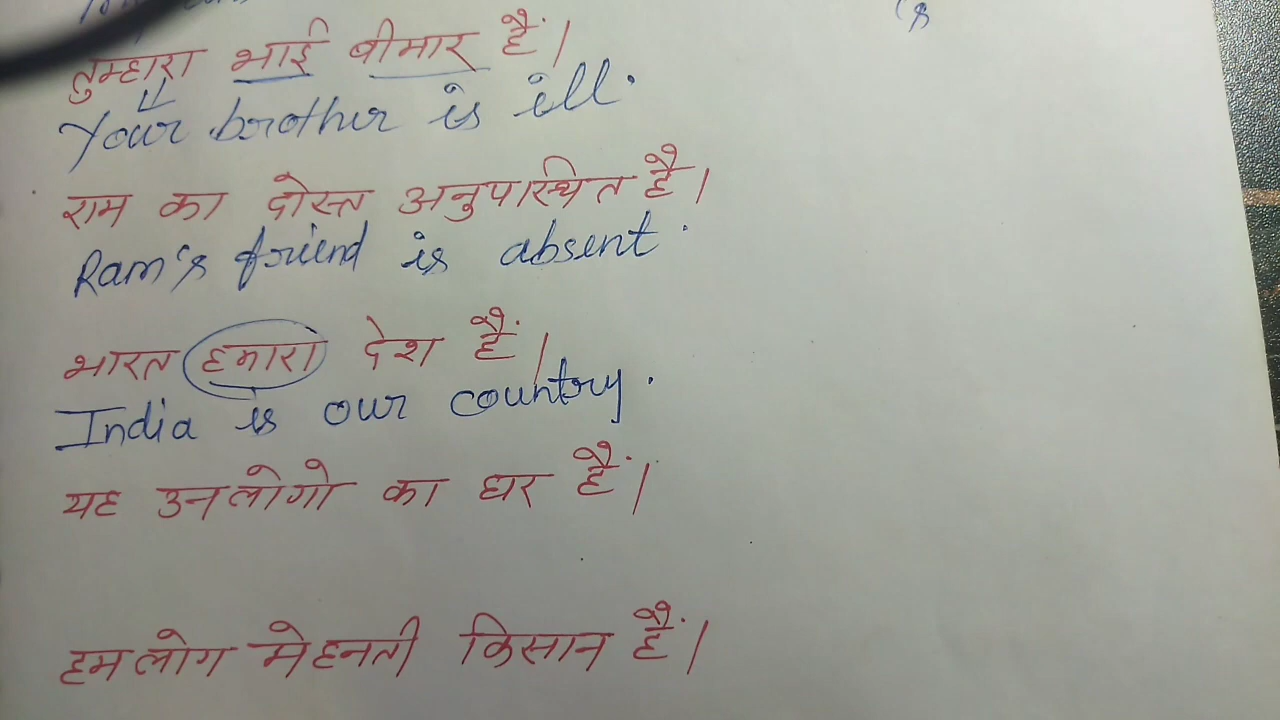 तुम्हारा भाई बीमार हैं।
Your brother is ill.
राम का दोस्त अनुपस्थित है।
Ram's friend is absent.
भारत हमारा देश हैं।
India is our country.
यह उनलोगो का घर हैं।
हमलोग मेहनती किसान हैं।